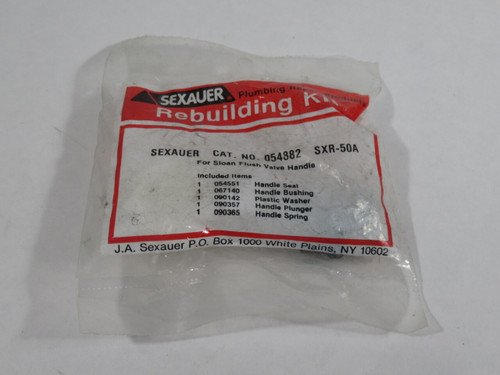 SEXAUER Plumbing
Rebuilding Kit
SEXAUER CAT. NO. 054882 SXR-50A
For Sloan Flush Valve Handle
Included Items
1 054551 Handle Seal
1 067140 Handle Bushing
1 090142 Plastic Washer
1 090357 Handle Plunger
1 090365 Handle Spring
J.A. Sexauer P.O. Box 1000 White Plains, NY 10602